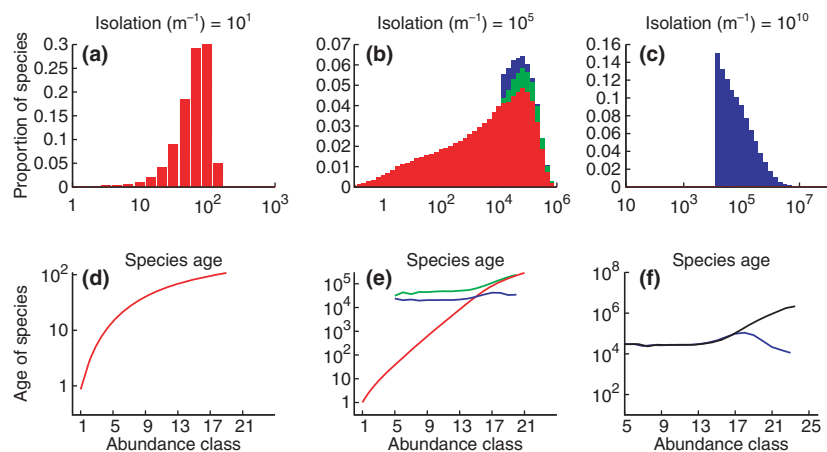 Isolation (m⁻¹) = 10¹
Isolation (m⁻¹) = 10⁵
Isolation (m⁻¹) = 10¹⁰
Proportion of species
(a)
0.3
0.25
0.2
0.15
0.1
0.05
0
1
10
10²
10³
(b)
0.07
0.06
0.05
0.04
0.03
0.02
0.01
0
1
10²
10⁴
10⁶
(c)
0.16
0.14
0.12
0.1
0.08
0.06
0.04
0.02
0
10
10³
10⁵
10⁷
Age of species
Species age
(d)
10²
10
1
1 5 9 13 17 21
Abundance class
Species age
(e)
10⁵
10⁴
10³
10²
10
1
1 5 9 13 17 21
Abundance class
Species age
(f)
10⁸
10⁶
10⁴
10²
5 9 13 17 21 25
Abundance class